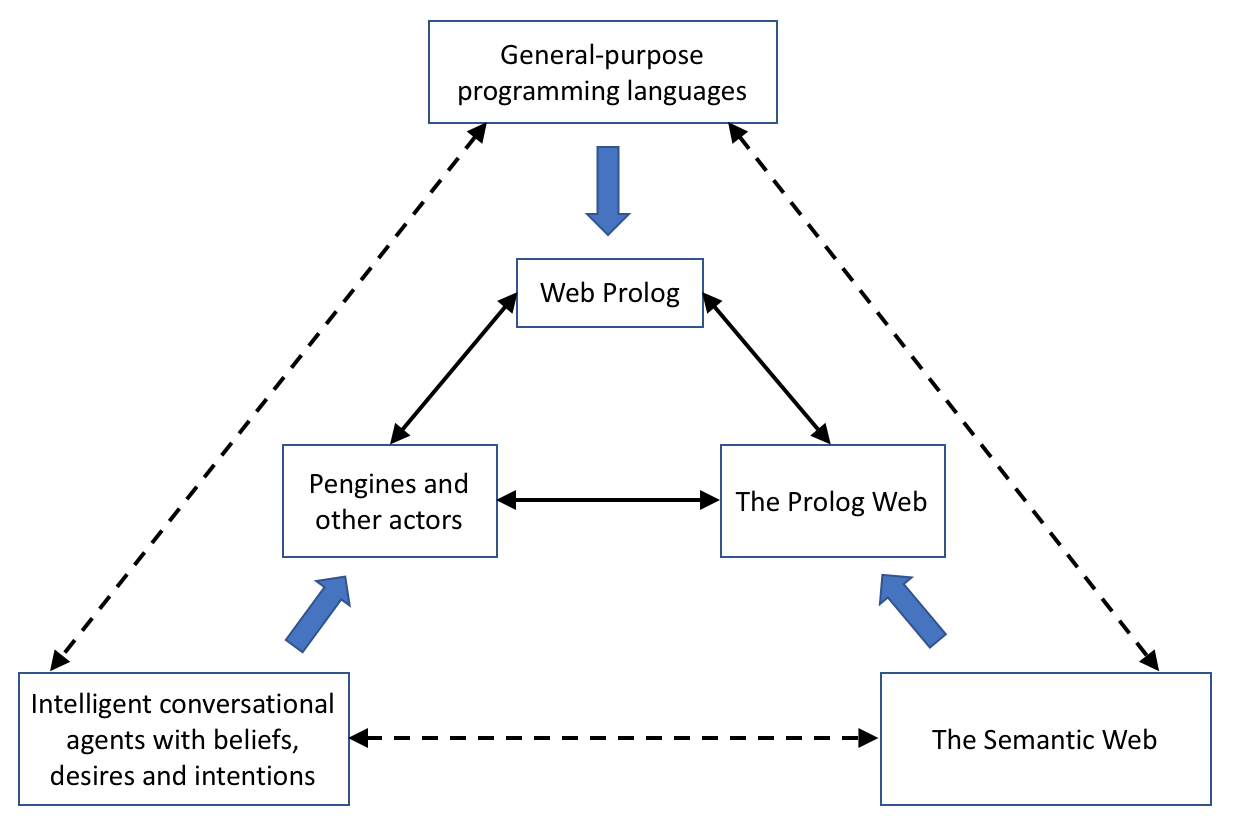 General-purpose
programming languages
Web Prolog
Pengines and
other actors
The Prolog Web
Intelligent conversational
agents with beliefs,
desires and intentions
The Semantic Web